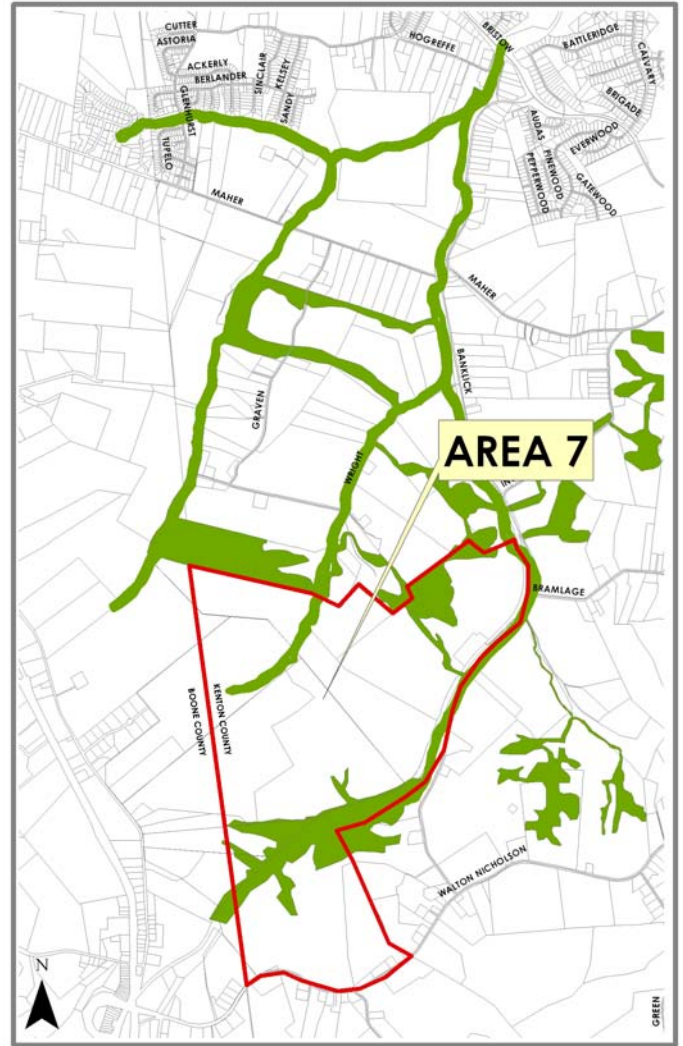 CUTTER
ASTORIA
HOGREFFE
BRISTOW
BATTLERIDGE
CALVARY
ACKERLY
BERLANDER
SINCLAIR
KELSEY
SANDY
GLENHURST
TUPELO
BRIGADE
AUDAS
EVERWOOD
PINEWOOD
PEPPERWOOD
GATEWOOD
MAHER
MAHER
BANKLICK
GRAVEN
WRIGHT
AREA 7
BRAMLAGE
KENTON COUNTY
BOONE COUNTY
WALTON NICHOLSON
N
GREEN